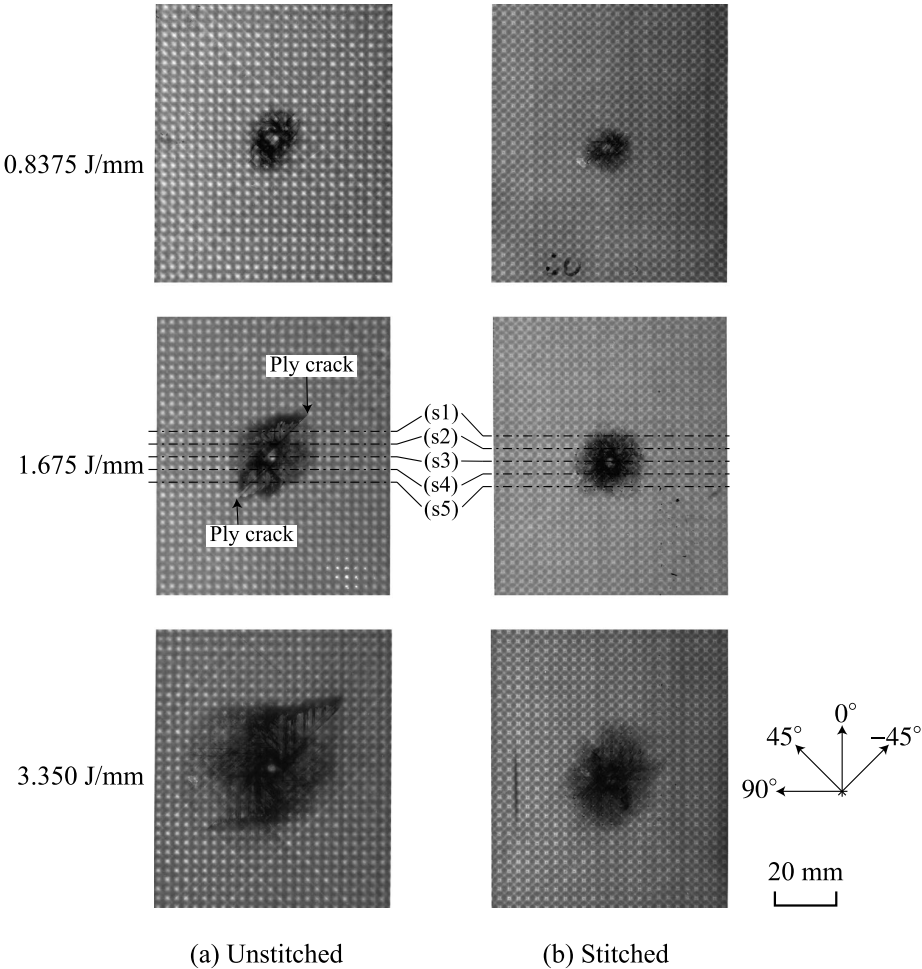 0.8375 J/mm
Ply crack
(s1)
(s2)
1.675 J/mm
(s3)
(s4)
(s5)
Ply crack
0°
45°
−45°
3.350 J/mm
90°
20 mm
(a) Unstitched
(b) Stitched